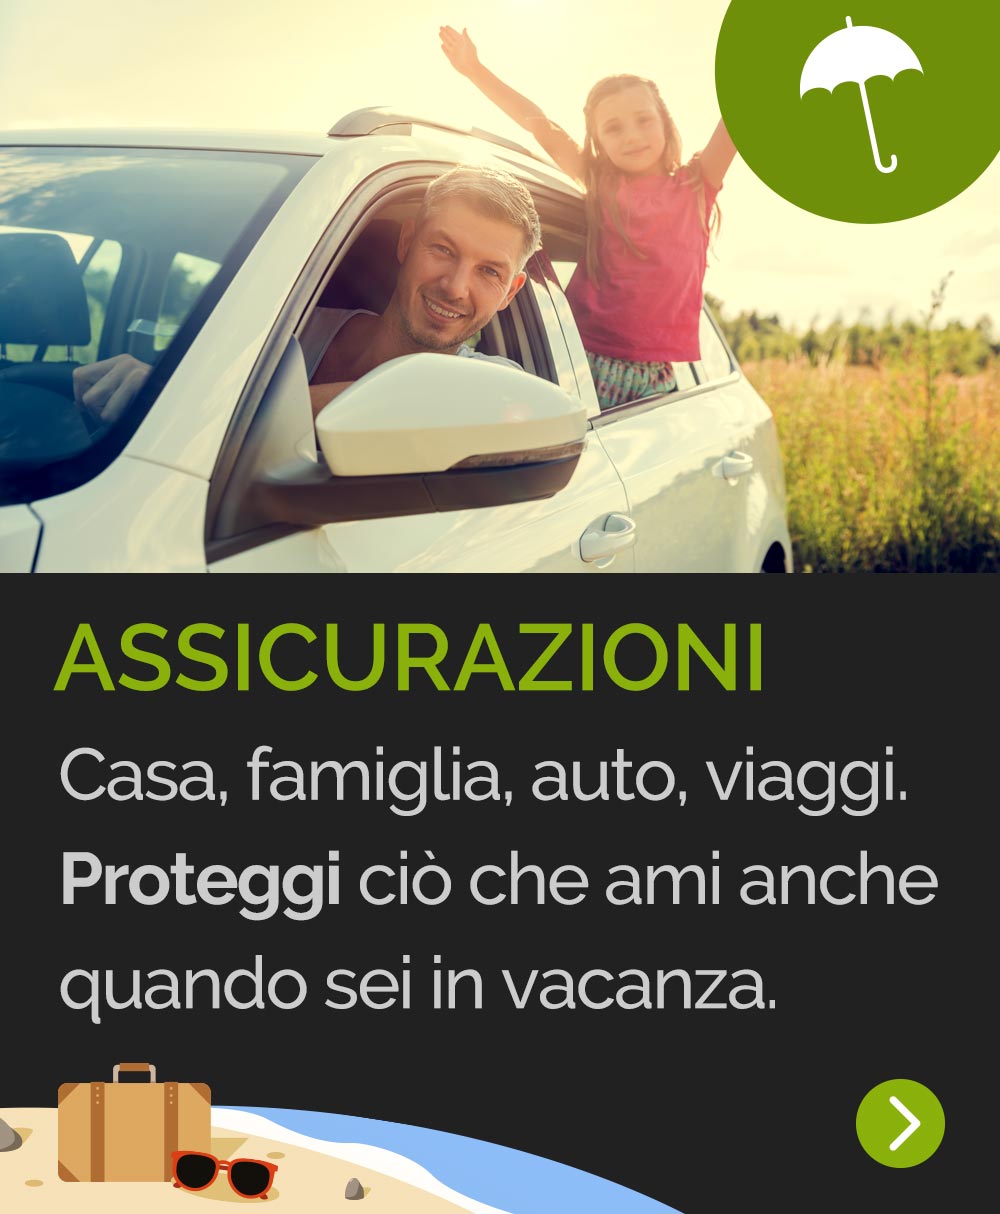 ASSICURAZIONI
Casa, famiglia, auto, viaggi.
Proteggi ciò che ami anche
quando sei in vacanza.